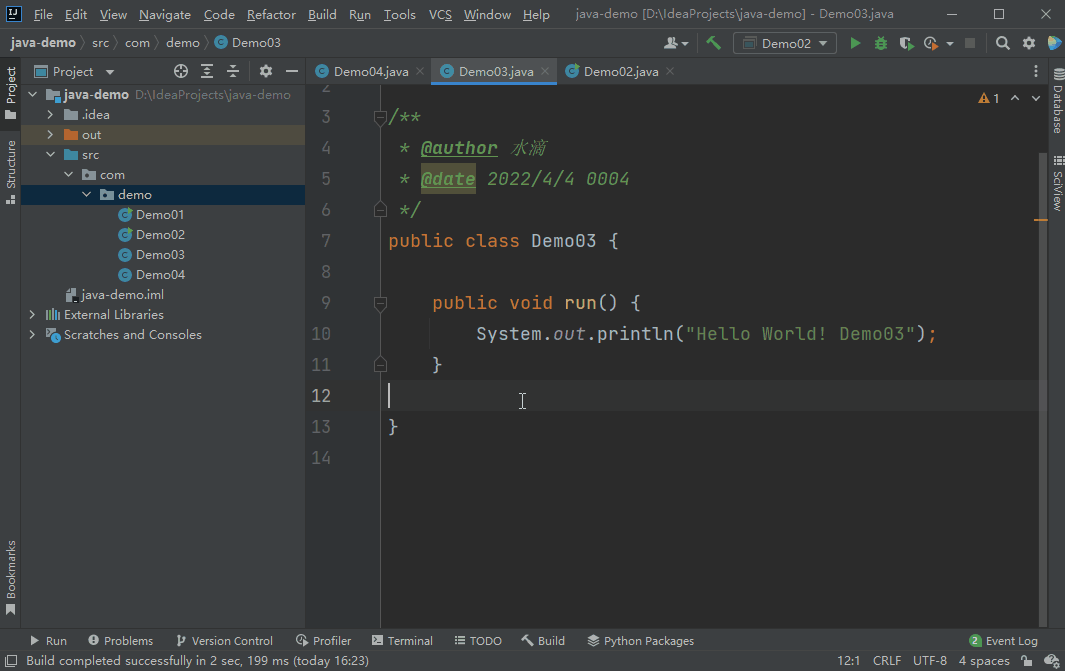 File Edit View Navigate Code Refactor Build Run Tools VCS Window Help java-demo [D:\IdeaProjects\java-demo] - Demo03.java
java-demo src com demo Demo03
Demo02
Project
Demo04.java
Demo03.java
Demo02.java
Project
Structure
Bookmarks
java-demo D:\IdeaProjects\java-demo
.idea
out
src
com
demo
Demo01
Demo02
Demo03
Demo04
java-demo.iml
External Libraries
Scratches and Consoles
1
2
3 /**
4 * @author 水滴
5 * @date 2022/4/4 0004
6 */
7 public class Demo03 {
8
9 public void run() {
10 System.out.println("Hello World! Demo03");
11 }
12
13 }
14
Database
SciView
Run Problems Version Control Profiler Terminal TODO Build Python Packages 2 Event Log
Build completed successfully in 2 sec, 199 ms (today 16:23) 12:1 CRLF UTF-8 4 spaces